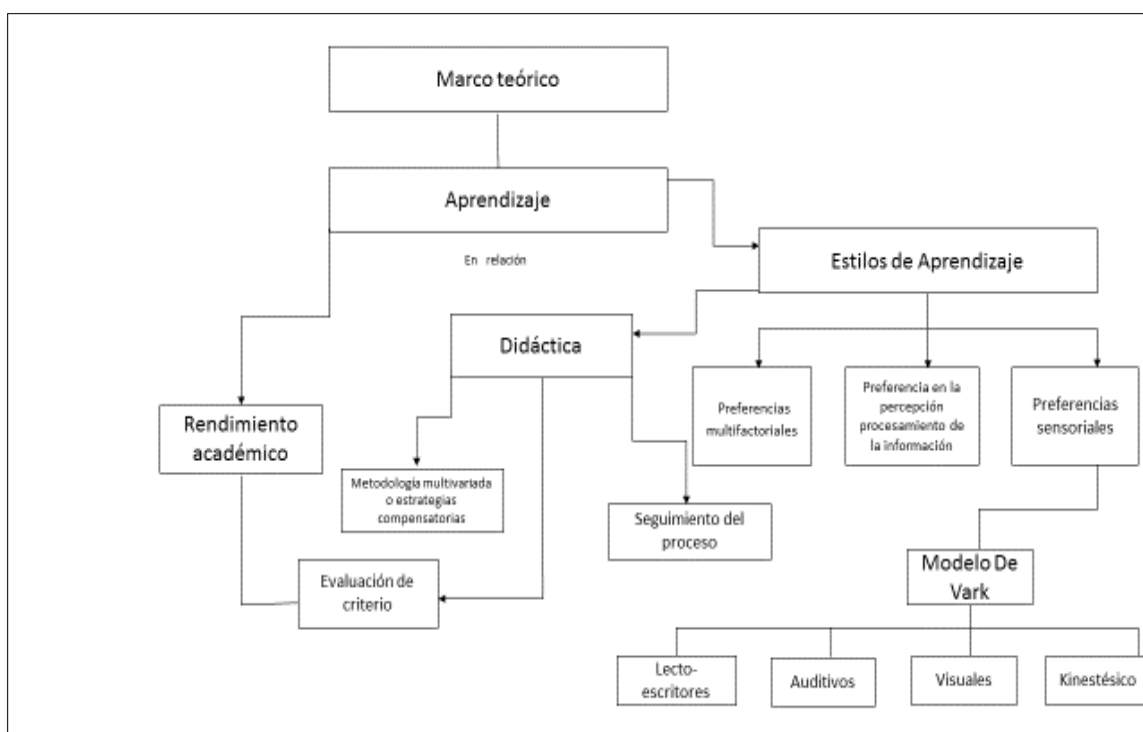 Marco teórico
Aprendizaje
En relación
Estilos de Aprendizaje
Didáctica
Preferencias
multifactoriales
Preferencia en la
percepción
procesamiento de
la información
Preferencias
sensoriales
Rendimiento
académico
Metodología multivariada
o estrategias
compensatorias
Seguimiento del
proceso
Evaluación de
criterio
Modelo De
Vark
Lecto-
escritores
Auditivos
Visuales
Kinestésico